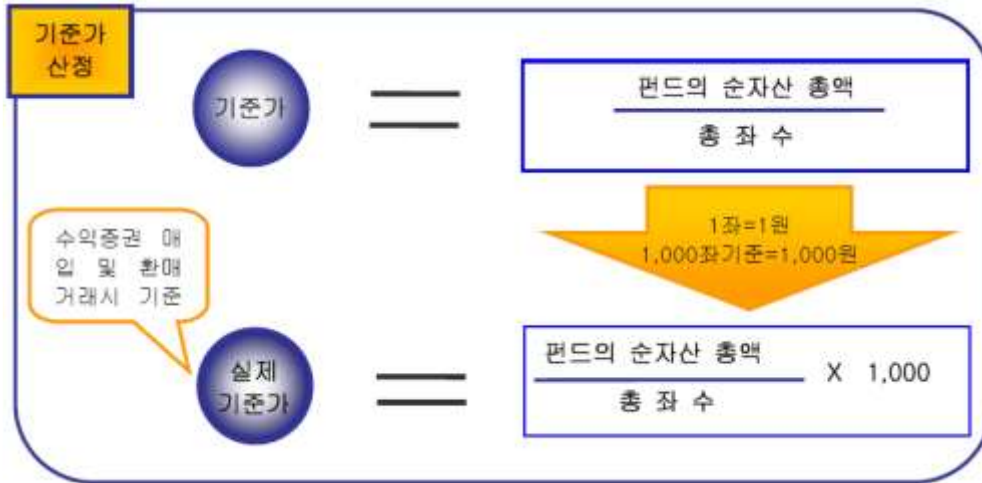 기준가
산정
기준가
펀드의 순자산 총액
총 좌 수
1좌=1원
1,000좌기준=1,000원
수익증권 매
입 및 환매
거래시 기준
실제
기준가
펀드의 순자산 총액
총 좌 수
X 1,000